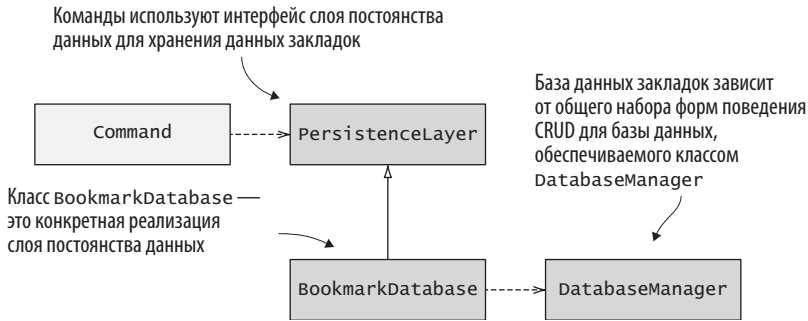 Команды используют интерфейс слоя постоянства
данных для хранения данных закладок
База данных закладок зависит
от общего набора форм поведения
CRUD для базы данных,
обеспечиваемого классом
DatabaseManager
Command
PersistenceLayer
Класс BookmarkDatabase —
это конкретная реализация
слоя постоянства данных
BookmarkDatabase
DatabaseManager